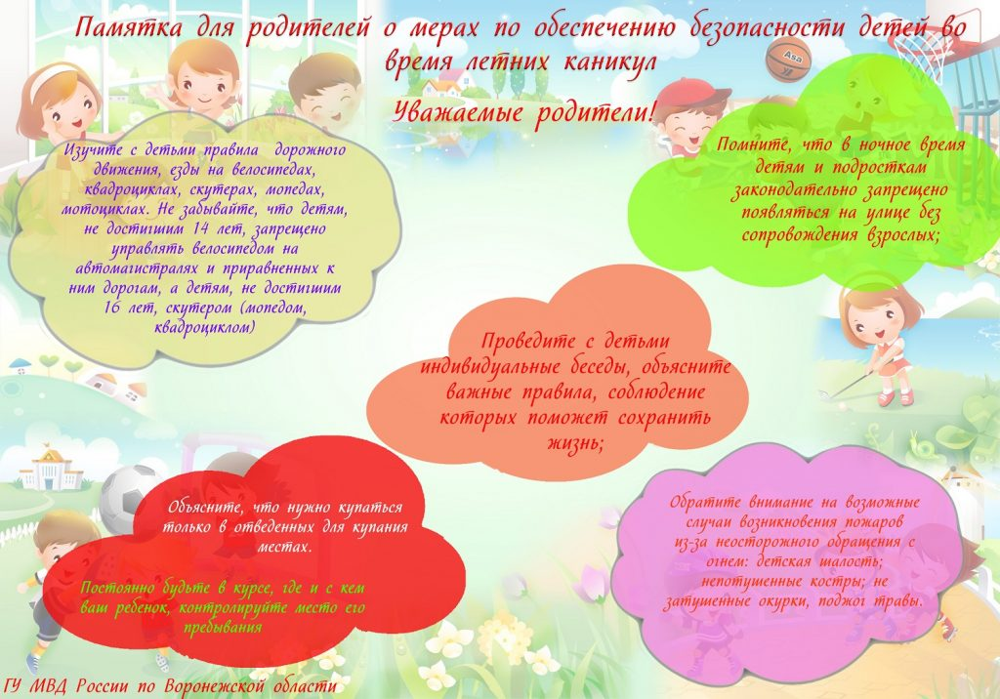 Памятка для родителей о мерах по обеспечению безопасности детей во
время летних каникул
Уважаемые родители!
Изучите с детьми правила дорожного
движения, езды на велосипедах,
квадроциклах, скутерах, мопедах,
мотоциклах. Не забывайте, что детям,
не достигшим 14 лет, запрещено
управлять велосипедом на
автомагистралях и приравненных к
ним дорогам, а детям, не достигшим
16 лет, скутером (мопедом,
квадроциклом)
Asa
Помните, что в ночное время
детям и подросткам
законодательно запрещено
появляться на улице без
сопровождения взрослых;
Проведите с детьми
индивидуальные беседы, объясните
важные правила, соблюдение
которых поможет сохранить
жизнь;
Объясните, что нужно купаться
только в отведенных для купания
местах.
Постоянно будьте в курсе, где и с кем
ваш ребенок, контролируйте место его
пребывания
Обратите внимание на возможные
случаи возникновения пожаров
из-за неосторожного обращения с
огнем: детская шалость;
непотушенные костры; не
затушенные окурки, поджог травы.
ГУ МВД России по Воронежской области